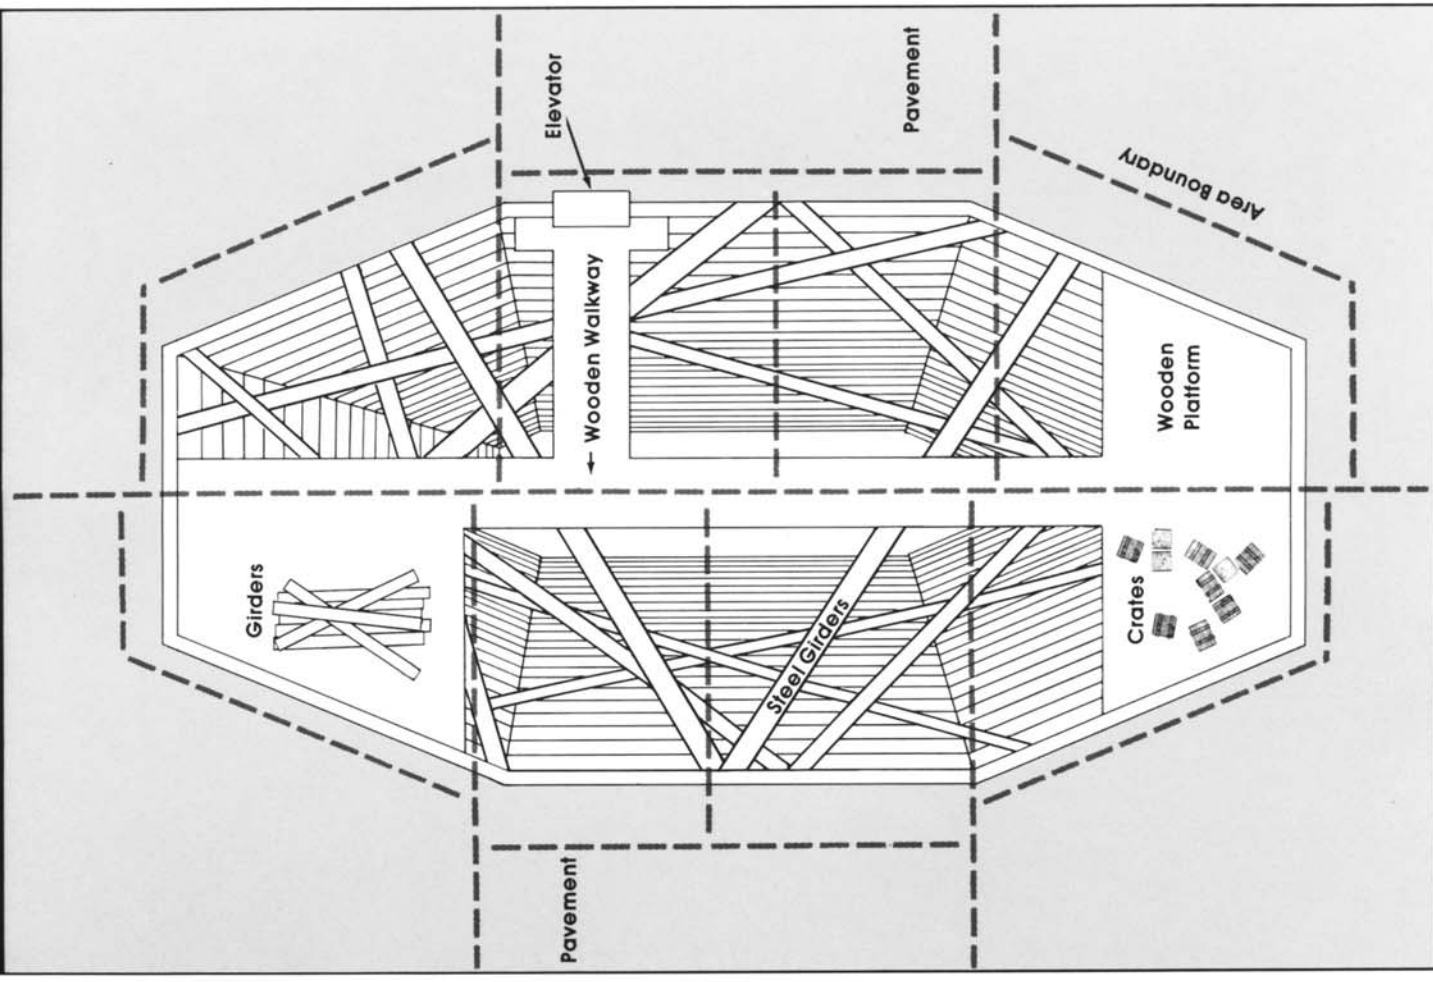 Elevator
Pavement
Area Boundary
Wooden Walkway
Wooden
Platform
Girders
Steel Girders
Crates
Pavement